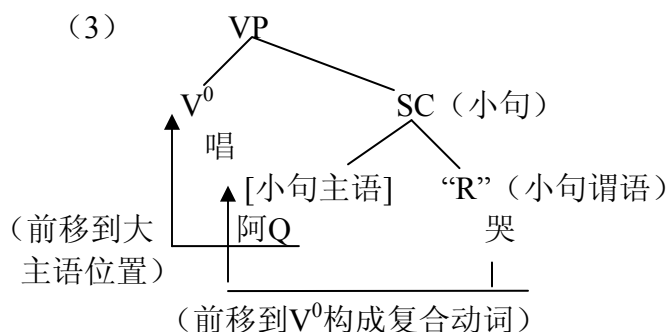 （3） VP
V⁰ SC（小句）
唱
[小句主语] “R”（小句谓语）
（前移到大 阿Q 哭
主语位置）
（前移到V⁰构成复合动词）